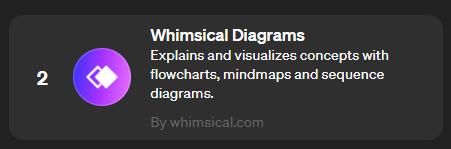 2
Whimsical Diagrams
Explains and visualizes concepts with
flowcharts, mindmaps and sequence
diagrams.
By whimsical.com